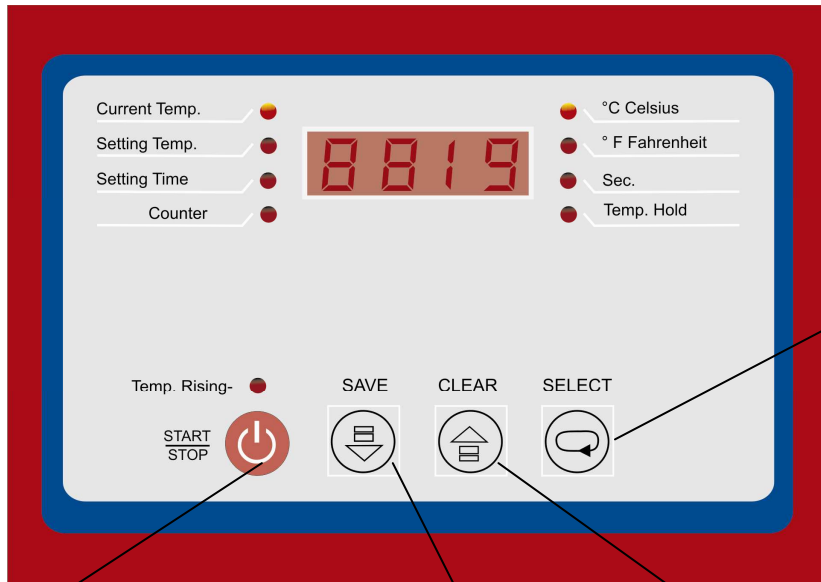 Current Temp.
Setting Temp.
Setting Time
Counter
8819
°C Celsius
° F Fahrenheit
Sec.
Temp. Hold
Temp. Rising-
SAVE
CLEAR
SELECT
START
STOP